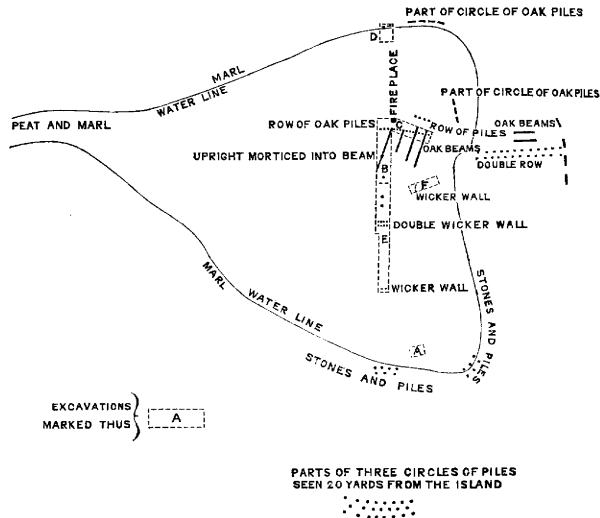 PART OF CIRCLE OF OAK PILES
D
FIRE PLACE
MARL
WATER LINE
PART OF CIRCLE OF OAK PILES
PEAT AND MARL
ROW OF OAK PILES
C
ROW OF PILES
OAK BEAMS
OAK BEAMS
UPRIGHT MORTICED INTO BEAM
B
DOUBLE ROW
F
WICKER WALL
DOUBLE WICKER WALL
E
MARL
WATER LINE
WICKER WALL
STONES AND PILES
A
STONES AND PILES
EXCAVATIONS
MARKED THUS
A
PARTS OF THREE CIRCLES OF PILES
SEEN 20 YARDS FROM THE ISLAND